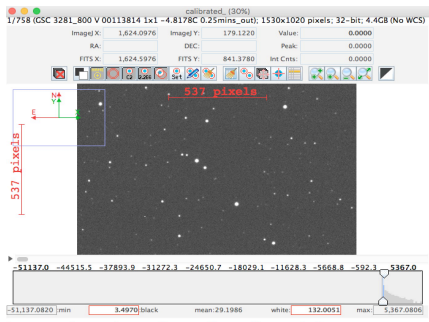 calibrated_ (30%)
1/758 (GSC 3281_800 V 00113814 1x1 -4.8178C 0.25mins_out); 1530x1020 pixels; 32-bit; 4.4GB (No WCS)
ImageJ X: 1,624.0976 ImageJ Y: 179.1220 Value: 0.0000
RA: DEC: Peak:
FITS X: 1,624.5976 FITS Y: 841.3780 Int Cnts: 0.0000
Set
537 pixels
N
Y
E
537 pixels
-51137.0 -44515.5 -37893.9 -31272.3 -24650.7 -18029.1 -11628.3 -5668.8 -592.3 5367.0
-51,137.0820 min 3.4970 black mean:29.1986 white: 132.0051 max: 5,367.0806